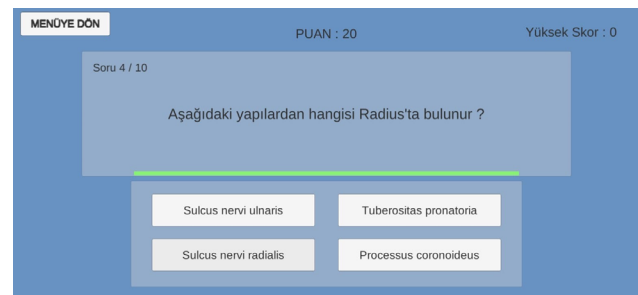 MENÜYE DÖN
PUAN : 20
Yüksek Skor : 0
Soru 4 / 10
Aşağıdaki yapılardan hangisi Radius'ta bulunur ?
Sulcus nervi ulnaris
Tuberositas pronatoria
Sulcus nervi radialis
Processus coronoideus